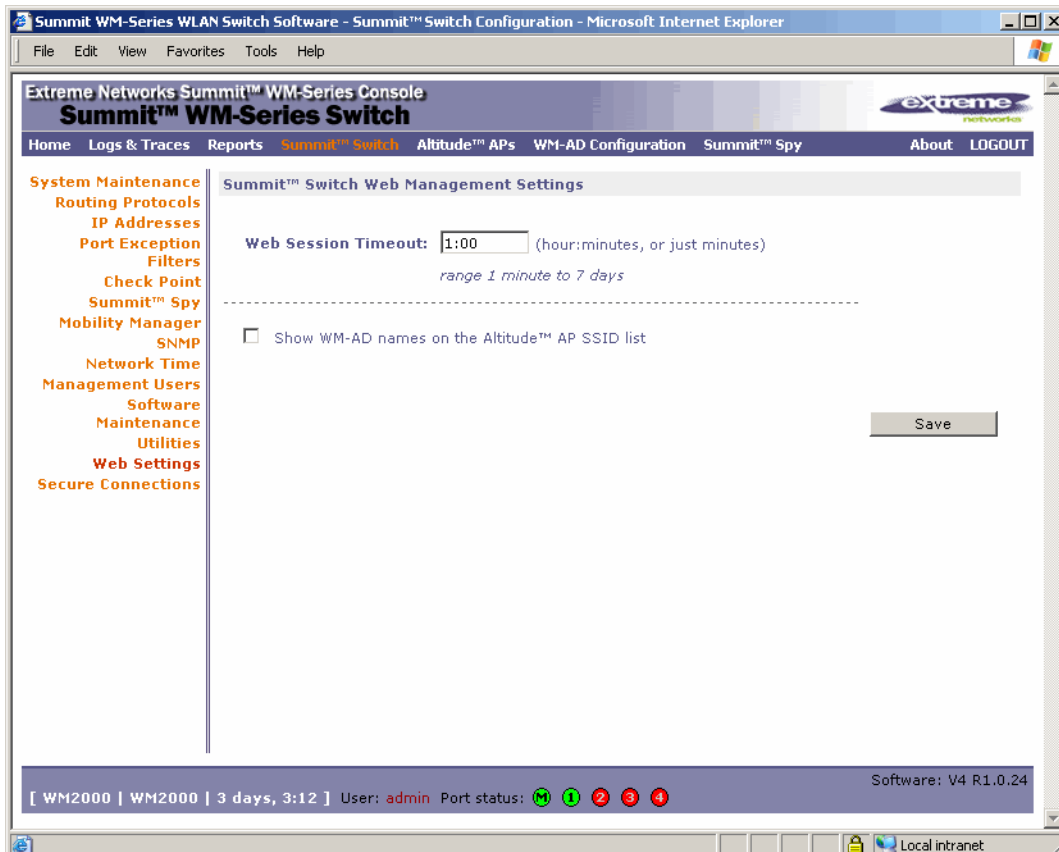 Summit WM-Series WLAN Switch Software - Summit™ Switch Configuration - Microsoft Internet Explorer
File Edit View Favorites Tools Help
Extreme Networks Summit™ WM-Series Console
Summit™ WM-Series Switch
extreme
networks
Home Logs & Traces Reports Summit™ Switch Altitude™ APs WM-AD Configuration Summit™ Spy About LOGOUT
System Maintenance
Routing Protocols
IP Addresses
Port Exception
Filters
Check Point
Summit™ Spy
Mobility Manager
SNMP
Network Time
Management Users
Software
Maintenance
Utilities
Web Settings
Secure Connections
Summit™ Switch Web Management Settings
Web Session Timeout: 1:00 (hour:minutes, or just minutes)
range 1 minute to 7 days
Show WM-AD names on the Altitude™ AP SSID list
Save
Software: V4 R1.0.24
[ WM2000 | WM2000 | 3 days, 3:12 ] User: admin Port status: M 1 2 3 4
Local intranet